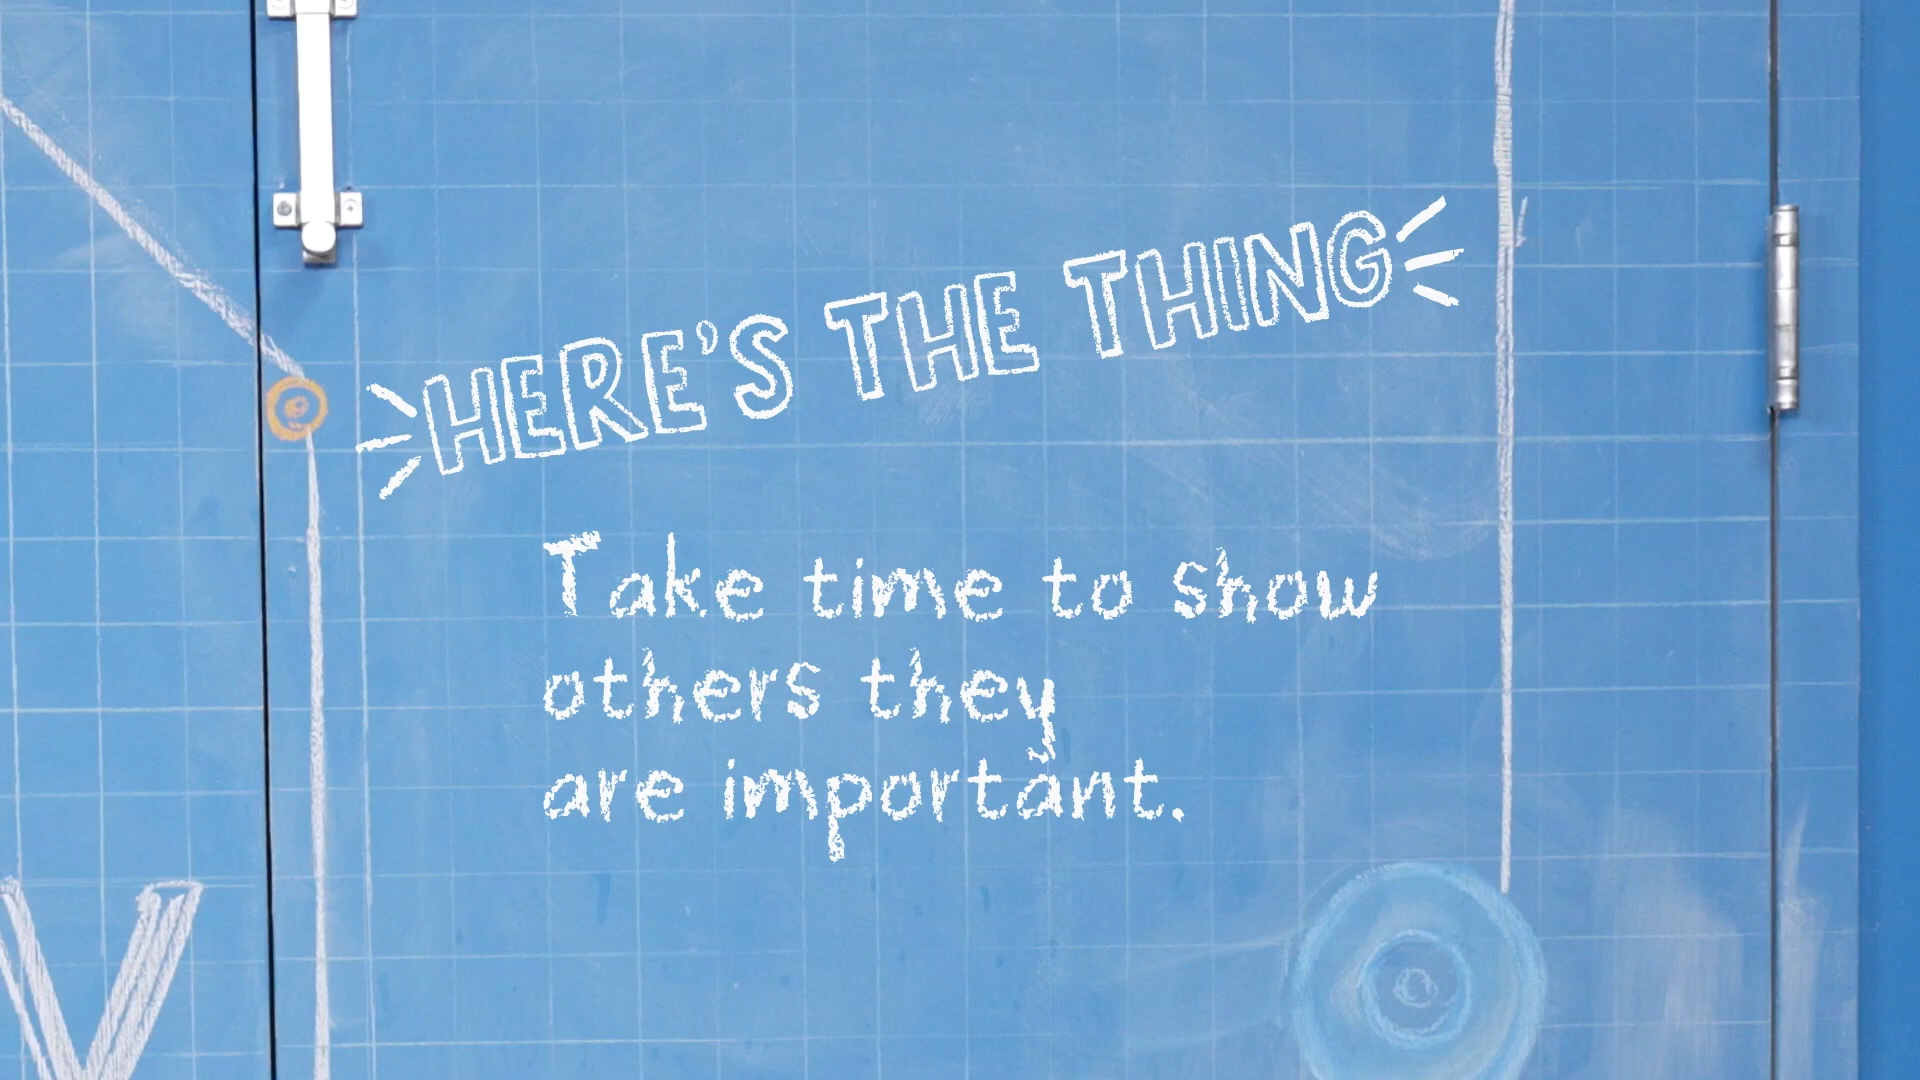 HERE'S THE THING
Take time to show
others they
are important.